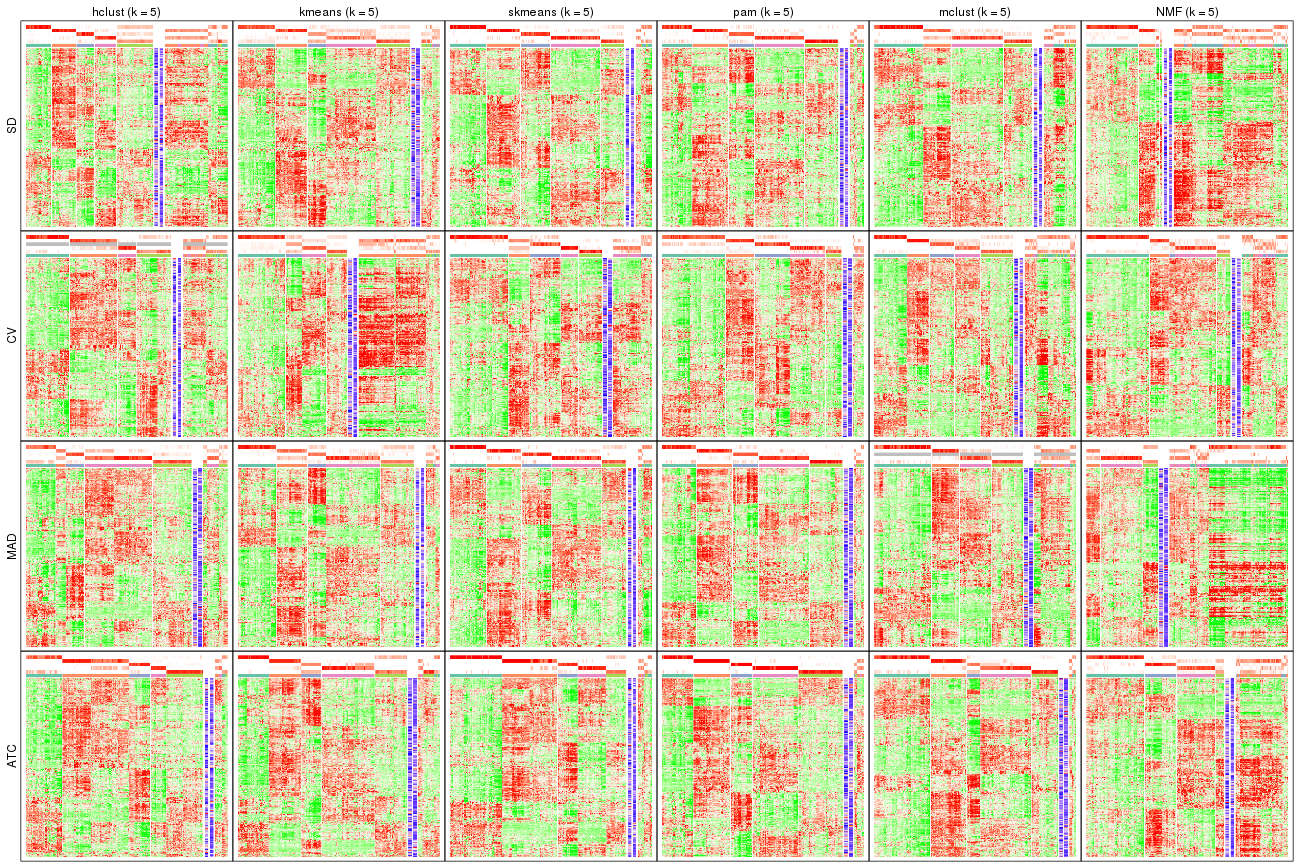 hclust (k = 5)
kmeans (k = 5)
skmeans (k = 5)
pam (k = 5)
mclust (k = 5)
NMF (k = 5)
SD
CV
MAD
ATC